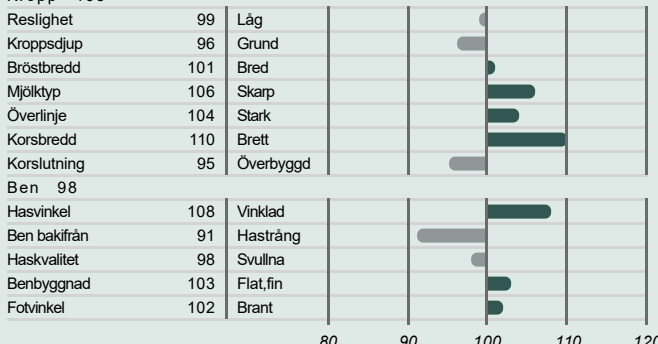 Reslighet 99 Låg
Kroppsdjup 96 Grund
Bröstbredd 101 Bred
Mjölktyp 106 Skarp
Överlinje 104 Stark
Korsbredd 110 Brett
Korslutning 95 Överbyggd
Ben 98
Hasvinkel 108 Vinklad
Ben bakifrån 91 Hastrång
Haskvalitet 98 Svullna
Benbyggnad 103 Flat,fin
Fotvinkel 102 Brant
80 90 100 110 120